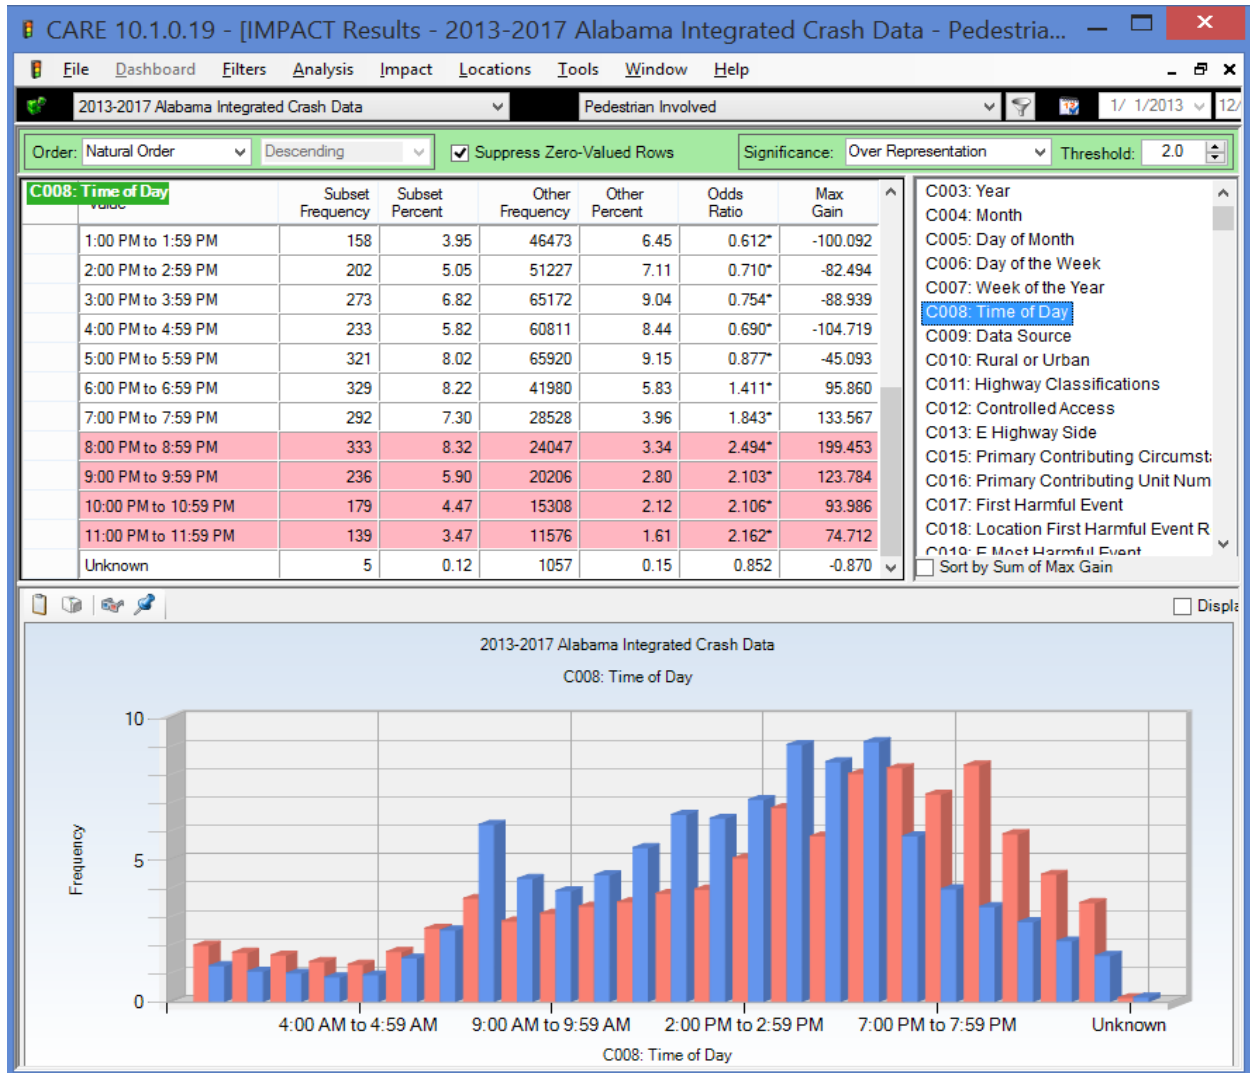 CARE 10.1.0.19 - [IMPACT Results - 2013-2017 Alabama Integrated Crash Data - Pedestria...
File Dashboard Filters Analysis Impact Locations Tools Window Help
2013-2017 Alabama Integrated Crash Data Pedestrian Involved 1/ 1/2013 12/
Order: Natural Order Descending Suppress Zero-Valued Rows Significance: Over Representation Threshold: 2.0
C008: Time of Day
Value Subset Frequency Subset Percent Other Frequency Other Percent Odds Ratio Max Gain
1:00 PM to 1:59 PM 158 3.95 46473 6.45 0.612* -100.092
2:00 PM to 2:59 PM 202 5.05 51227 7.11 0.710* -82.494
3:00 PM to 3:59 PM 273 6.82 65172 9.04 0.754* -88.939
4:00 PM to 4:59 PM 233 5.82 60811 8.44 0.690* -104.719
5:00 PM to 5:59 PM 321 8.02 65920 9.15 0.877* -45.093
6:00 PM to 6:59 PM 329 8.22 41980 5.83 1.411* 95.860
7:00 PM to 7:59 PM 292 7.30 28528 3.96 1.843* 133.567
8:00 PM to 8:59 PM 333 8.32 24047 3.34 2.494* 199.453
9:00 PM to 9:59 PM 236 5.90 20206 2.80 2.103* 123.784
10:00 PM to 10:59 PM 179 4.47 15308 2.12 2.106* 93.986
11:00 PM to 11:59 PM 139 3.47 11576 1.61 2.162* 74.712
Unknown 5 0.12 1057 0.15 0.852 -0.870
C003: Year
C004: Month
C005: Day of Month
C006: Day of the Week
C007: Week of the Year
C008: Time of Day
C009: Data Source
C010: Rural or Urban
C011: Highway Classifications
C012: Controlled Access
C013: E Highway Side
C015: Primary Contributing Circumst
C016: Primary Contributing Unit Num
C017: First Harmful Event
C018: Location First Harmful Event R
C019: E Most Harmful Event
Sort by Sum of Max Gain
Displa
2013-2017 Alabama Integrated Crash Data
C008: Time of Day
10
5
0
Frequency
4:00 AM to 4:59 AM 9:00 AM to 9:59 AM 2:00 PM to 2:59 PM 7:00 PM to 7:59 PM Unknown
C008: Time of Day